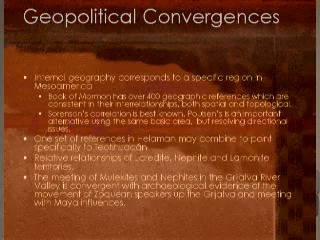 Geopolitical Convergences
• Internal geography corresponds to a specific region in
Mesoamerica
• Book of Mormon has over 400 geographic references which are
consistent in their interrelationships, both spatial and topological.
• Sorenson's correlation is best known, Poulsen's is an important
alternative using the same basic area, but resolving directional
issues.
• One set of references in Helaman may combine to point
specifically to Teotihuacán
• Relative relationships of Jaredite, Nephite and Lamanite
territories.
• The meeting of Mulekites and Nephites in the Grijalva River
Valley is convergent with archaeological evidence of the
movement of Zoquean speakers up the Grijalva and meeting
with Maya influences.